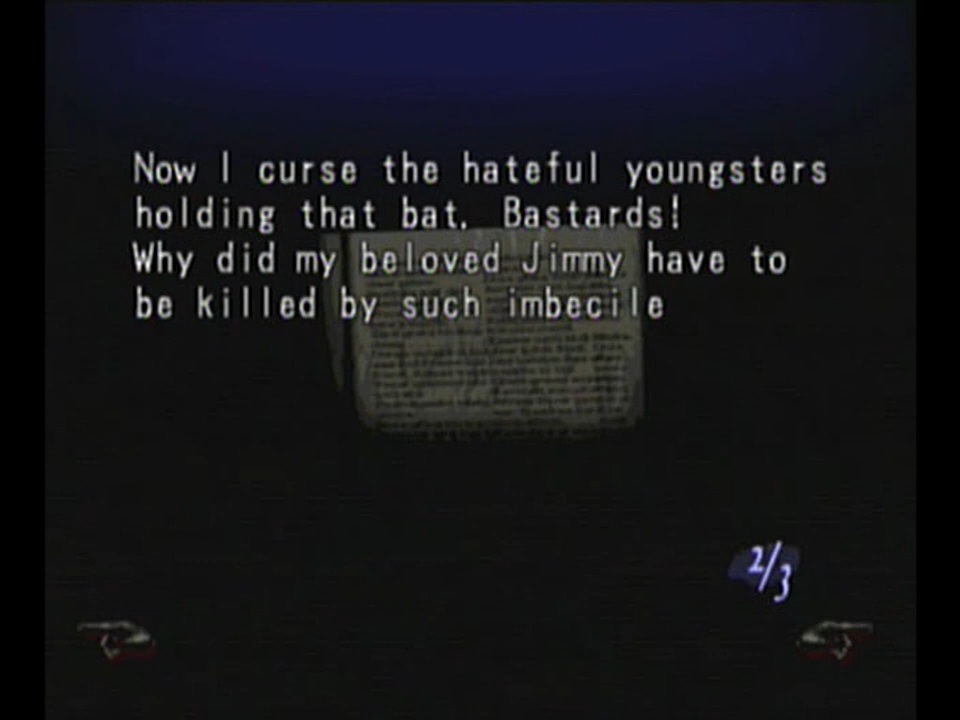 Now I curse the hateful youngsters
holding that bat. Bastards!
Why did my beloved Jimmy have to
be killed by such imbecile
2/3